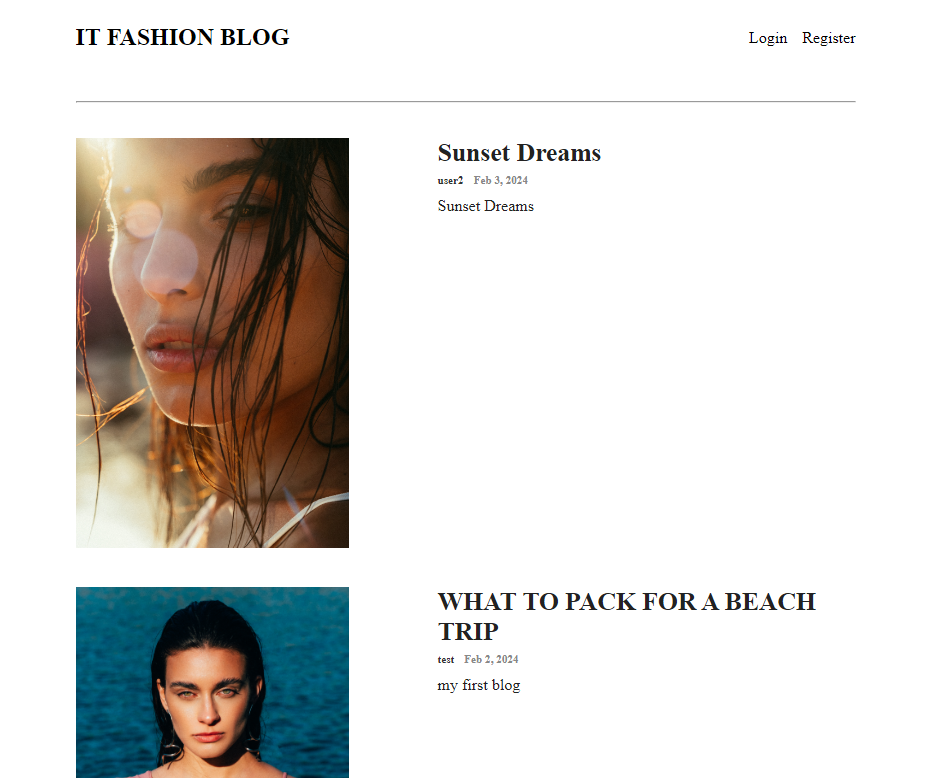 IT FASHION BLOG
Login Register
Sunset Dreams
user2 Feb 3, 2024
Sunset Dreams
WHAT TO PACK FOR A BEACH
TRIP
test Feb 2, 2024
my first blog